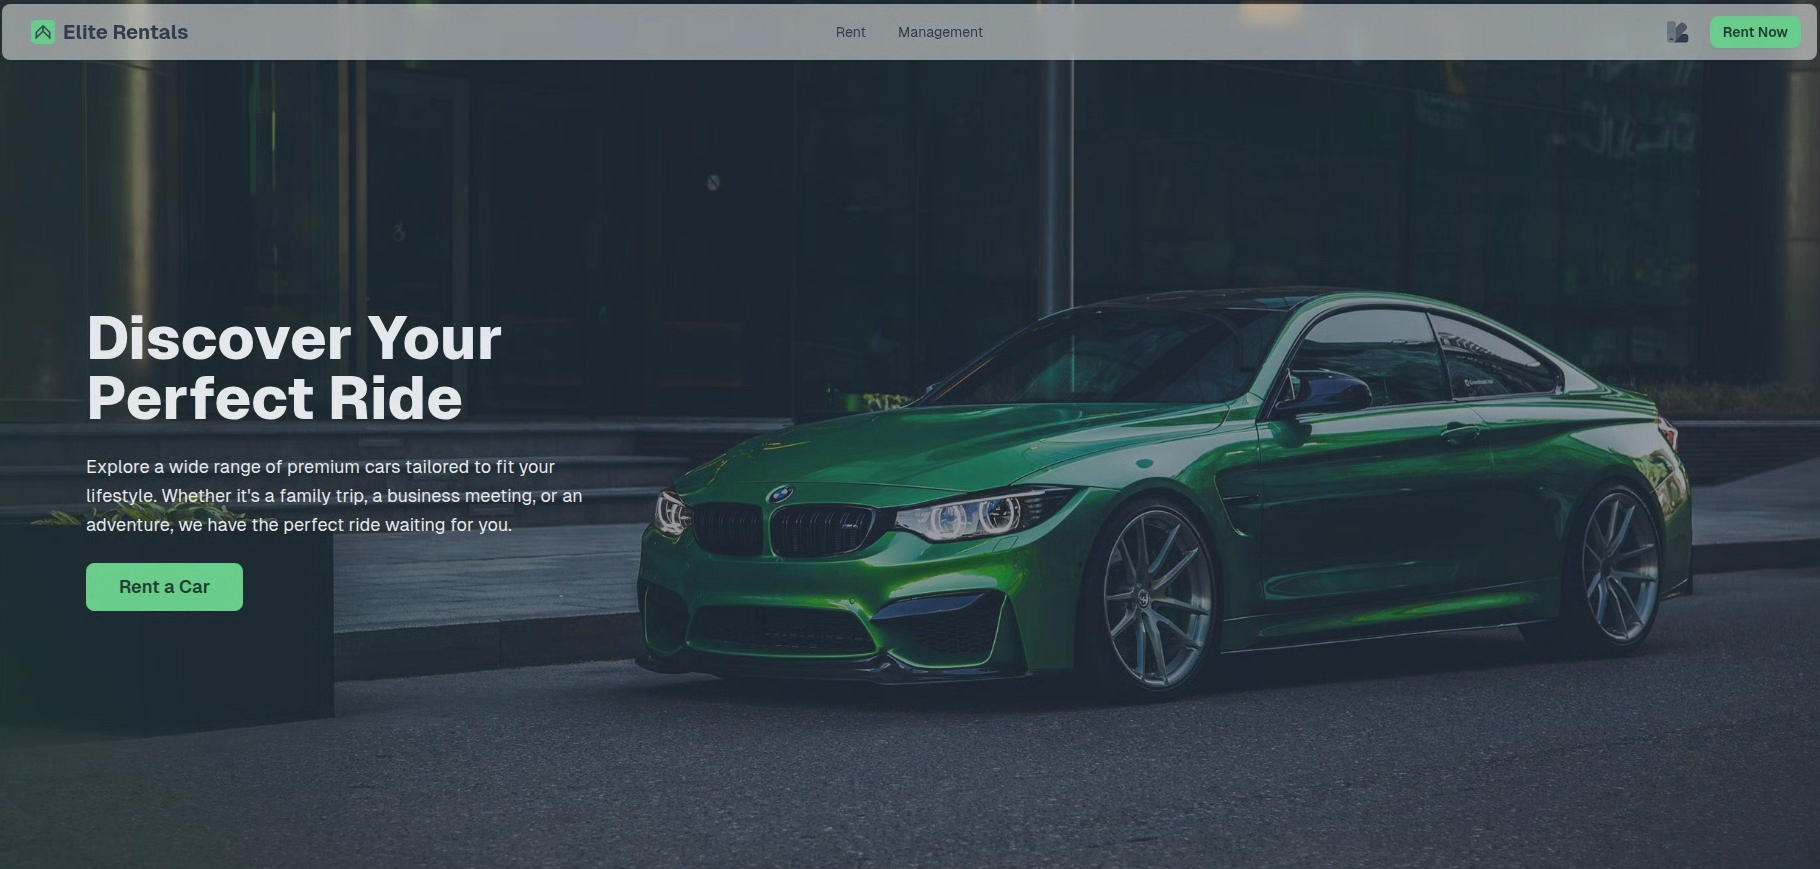 Elite Rentals
Rent
Management
Rent Now
Discover Your
Perfect Ride
Explore a wide range of premium cars tailored to fit your
lifestyle. Whether it's a family trip, a business meeting, or an
adventure, we have the perfect ride waiting for you.
Rent a Car